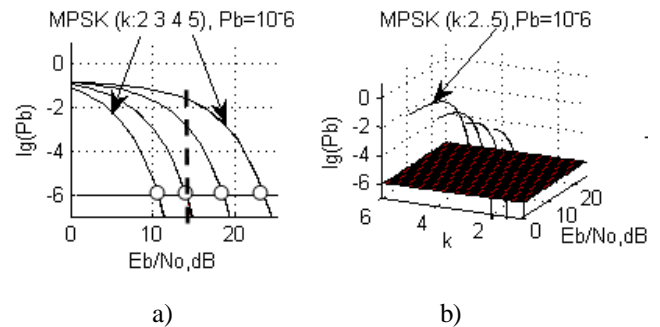 MPSK (k:2 3 4 5), Pb=10-6
0
-2
-4
-6
lg(Pb)
0 10 20
Eb/No,dB
a)
MPSK (k:2..5),Pb=10-6
0
-2
-4
-6
lg(Pb)
6 4 2
k
0 10 20
Eb/No,dB
b)